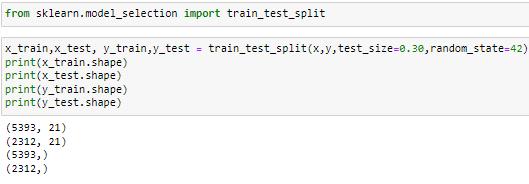 from sklearn.model_selection import train_test_split
x_train,x_test, y_train,y_test = train_test_split(x,y,test_size=0.30,random_state=42)
print(x_train.shape)
print(x_test.shape)
print(y_train.shape)
print(y_test.shape)
(5393, 21)
(2312, 21)
(5393,)
(2312,)